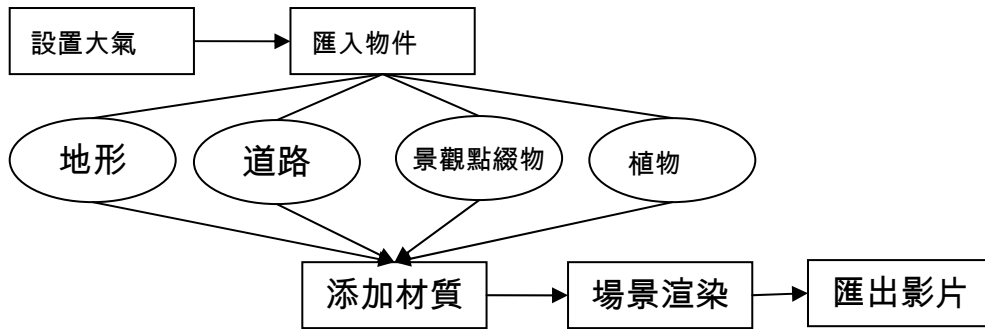 設置大氣
匯入物件
地形
道路
景觀點綴物
植物
添加材質
場景渲染
匯出影片